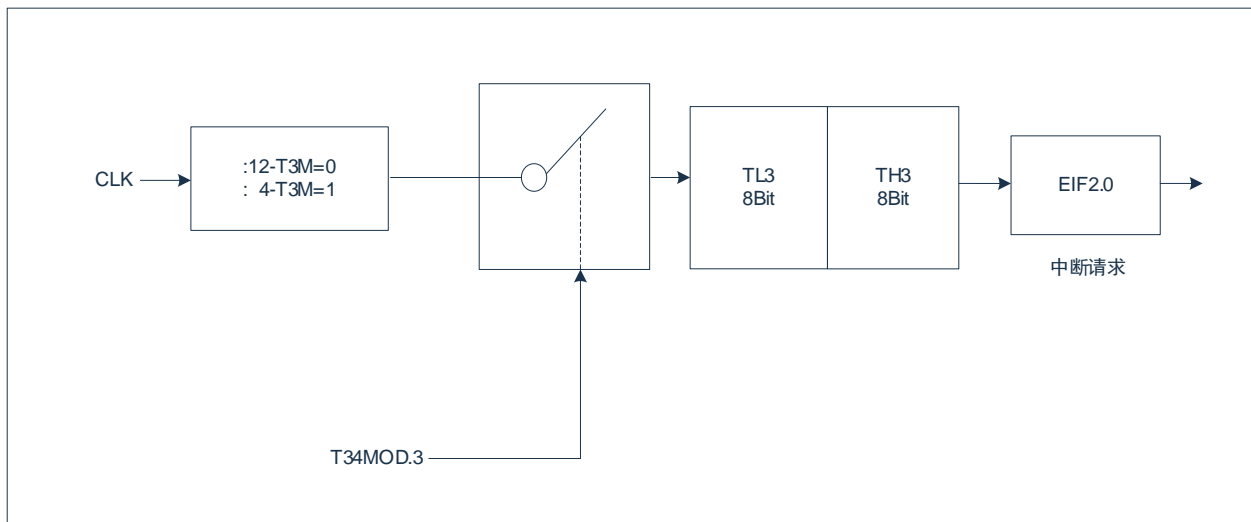 CLK
:12-T3M=0
: 4-T3M=1
TL3
8Bit
TH3
8Bit
EIF2.0
中断请求
T34MOD.3